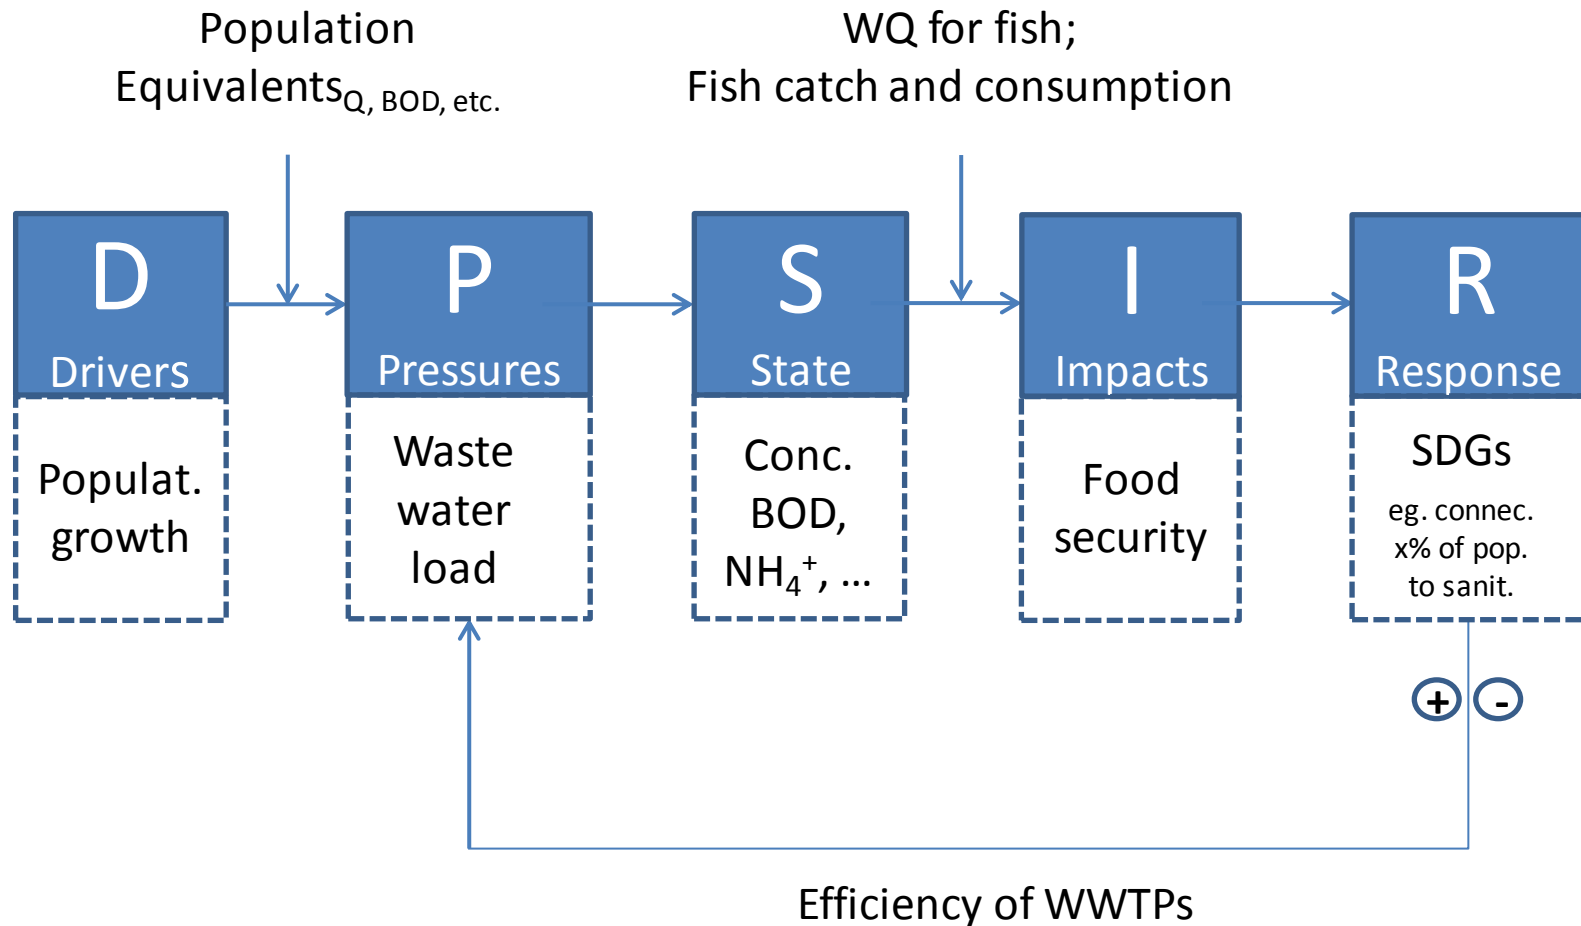 Population
Equivalents Q, BOD, etc.
WQ for fish;
Fish catch and consumption
D
Drivers
P
Pressures
S
State
I
Impacts
R
Response
Populat.
growth
Waste
water
load
Conc.
BOD,
NH₄⁺, ...
Food
security
SDGs
eg. connec.
x% of pop.
to sanit.
+ -
Efficiency of WWTPs